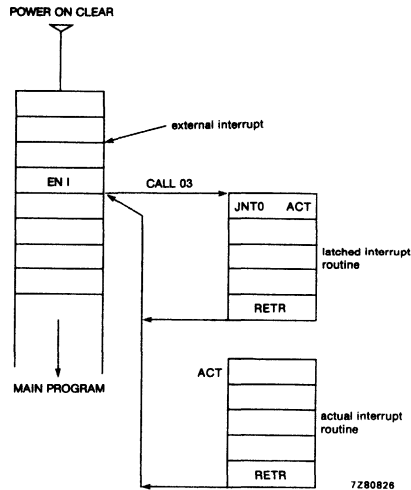 POWER ON CLEAR
external interrupt
EN I
CALL 03
JNT0 ACT
latched interrupt
routine
RETR
MAIN PROGRAM
ACT
actual interrupt
routine
RETR
7Z80826